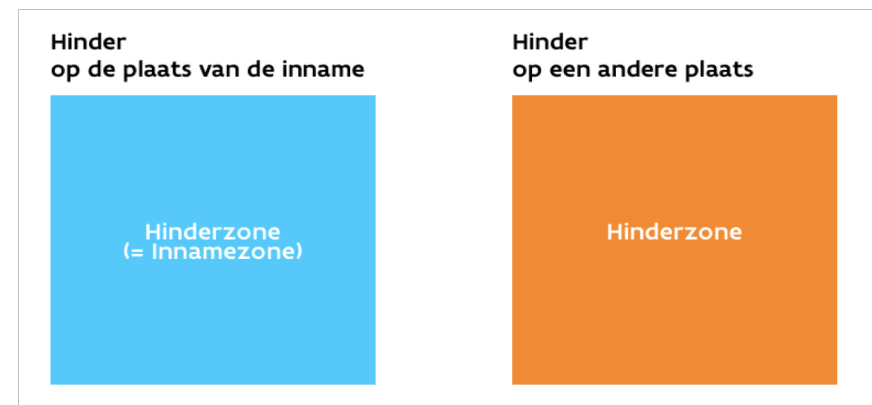 Hinder
op de plaats van de inname
Hinderzone
(= Innamezone)
Hinder
op een andere plaats
Hinderzone